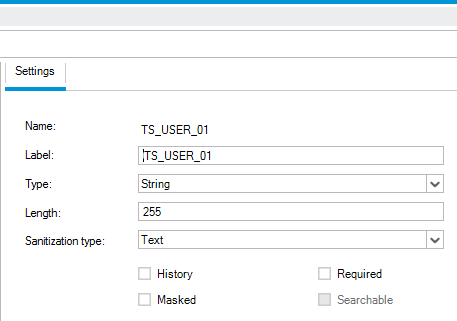 Settings
Name: TS_USER_01
Label: TS_USER_01
Type: String
Length: 255
Sanitization type: Text
History Required
Masked Searchable